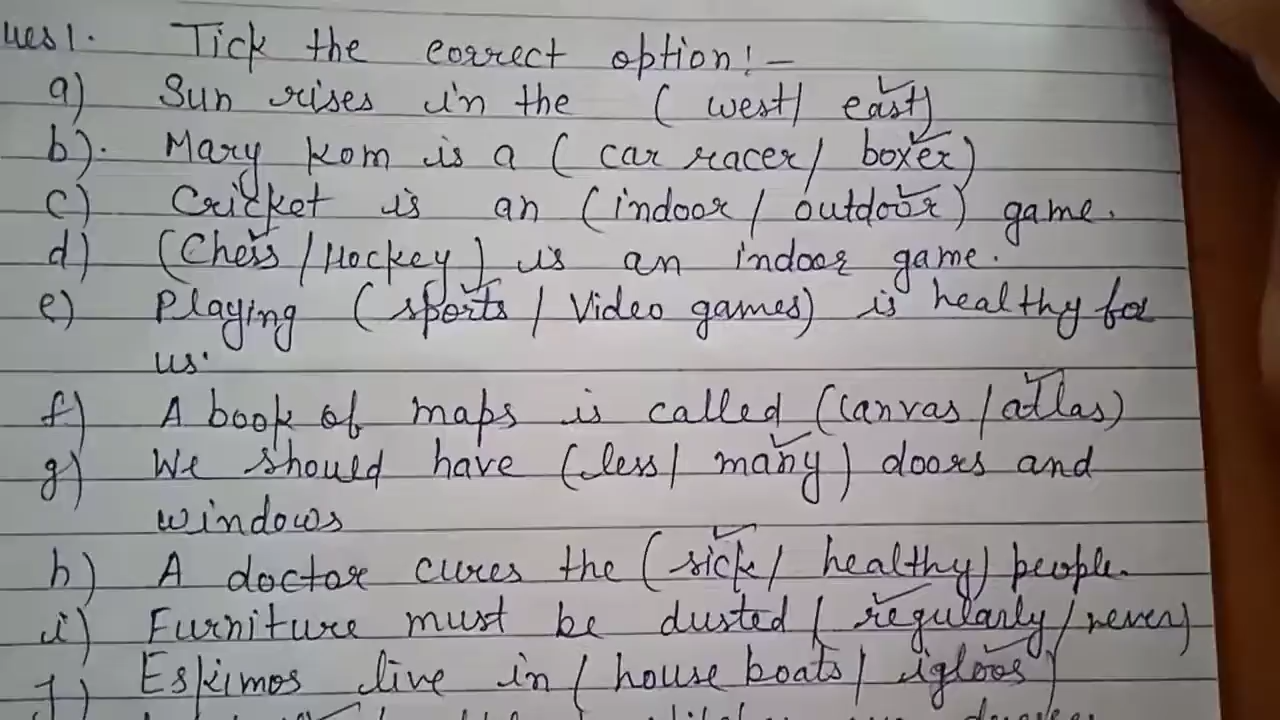 ues 1. Tick the correct option:-
a) Sun rises in the (west/ east)
b). Mary Kom is a (car racer/ boxer)
c) Cricket is an (indoor / outdoor) game.
d) (Chess / Hockey) is an indoor game.
e) Playing (sports / Video games) is healthy for
us.
f) A book of maps is called (canvas / atlas)
g) We should have (less/ many) doors and
windows
h) A doctor cures the (sick/ healthy) people.
i) Furniture must be dusted (regularly/never)
j) Eskimos live in (house boats/ igloos)